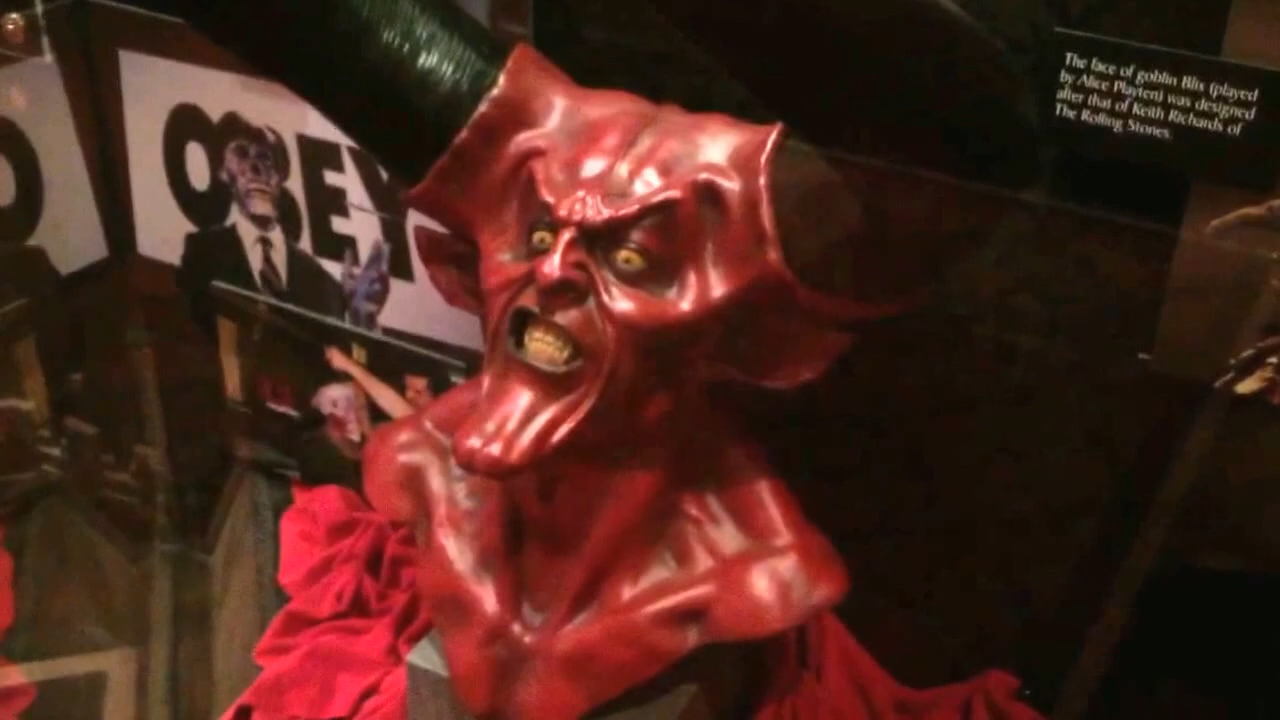 O
OBEY
The face of goblin Blix (played
by Alice Playten) was designed
after that of Keith Richards of
The Rolling Stones.